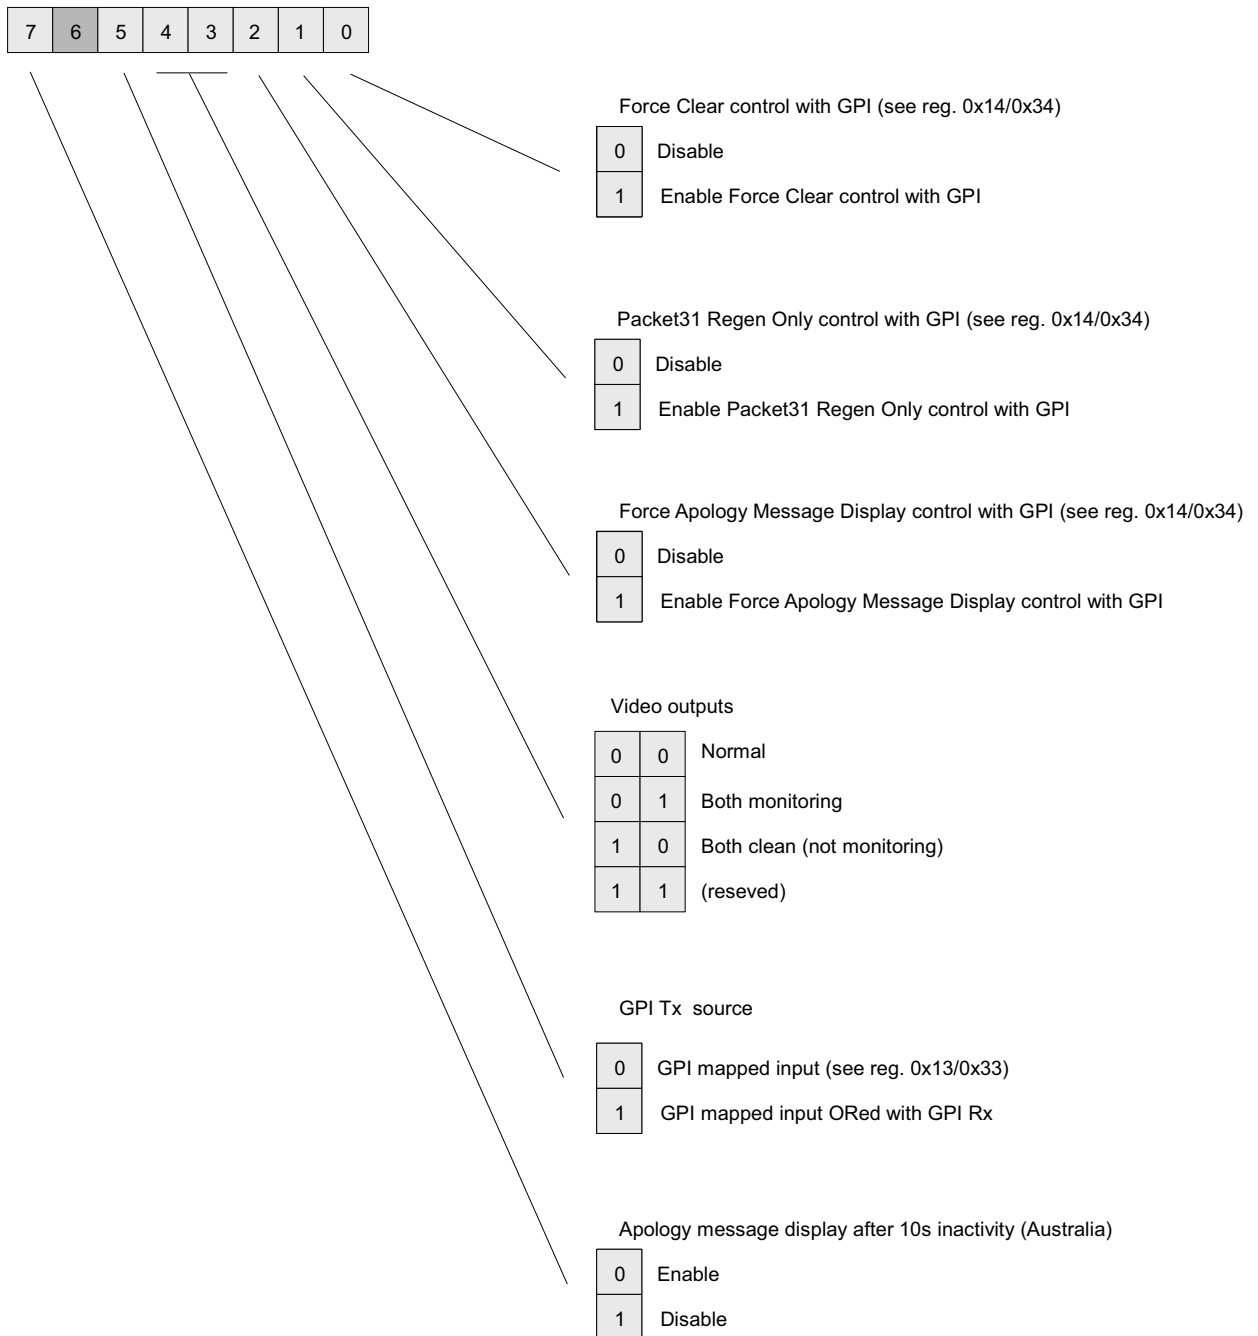 7 6 5 4 3 2 1 0
Force Clear control with GPI (see reg. 0x14/0x34)
0 Disable
1 Enable Force Clear control with GPI
Packet31 Regen Only control with GPI (see reg. 0x14/0x34)
0 Disable
1 Enable Packet31 Regen Only control with GPI
Force Apology Message Display control with GPI (see reg. 0x14/0x34)
0 Disable
1 Enable Force Apology Message Display control with GPI
Video outputs
0 0 Normal
0 1 Both monitoring
1 0 Both clean (not monitoring)
1 1 (reseved)
GPI Tx source
0 GPI mapped input (see reg. 0x13/0x33)
1 GPI mapped input ORed with GPI Rx
Apology message display after 10s inactivity (Australia)
0 Enable
1 Disable